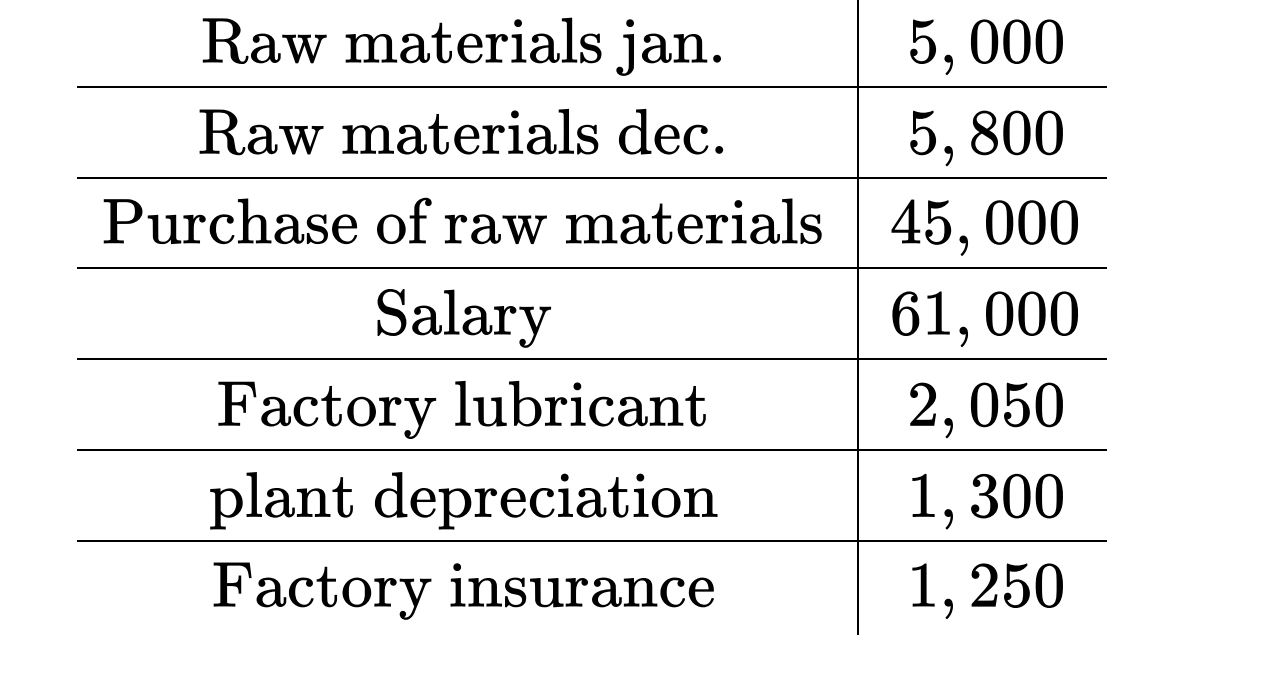 Raw materials jan. 5,000
Raw materials dec. 5,800
Purchase of raw materials 45,000
Salary 61,000
Factory lubricant 2,050
plant depreciation 1,300
Factory insurance 1,250